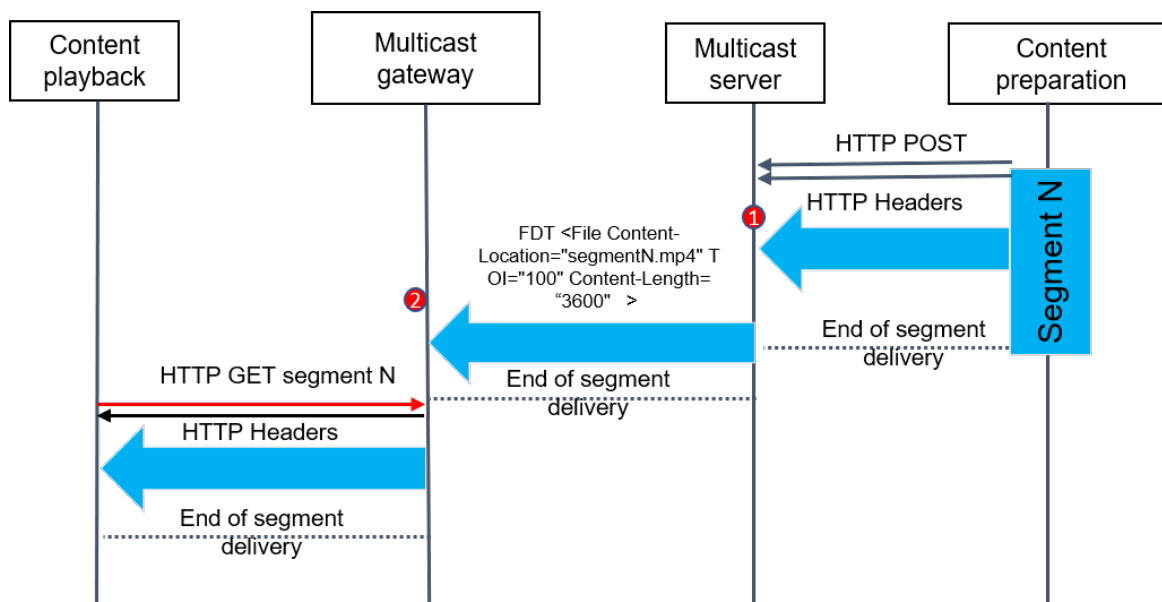 Content
playback
Multicast
gateway
Multicast
server
Content
preparation
HTTP POST
HTTP Headers
Segment N
1
FDT <File Content-
Location="segmentN.mp4" T
OI="100" Content-Length=
“3600"   >
2
End of segment
delivery
End of segment
delivery
HTTP GET segment N
HTTP Headers
End of segment
delivery